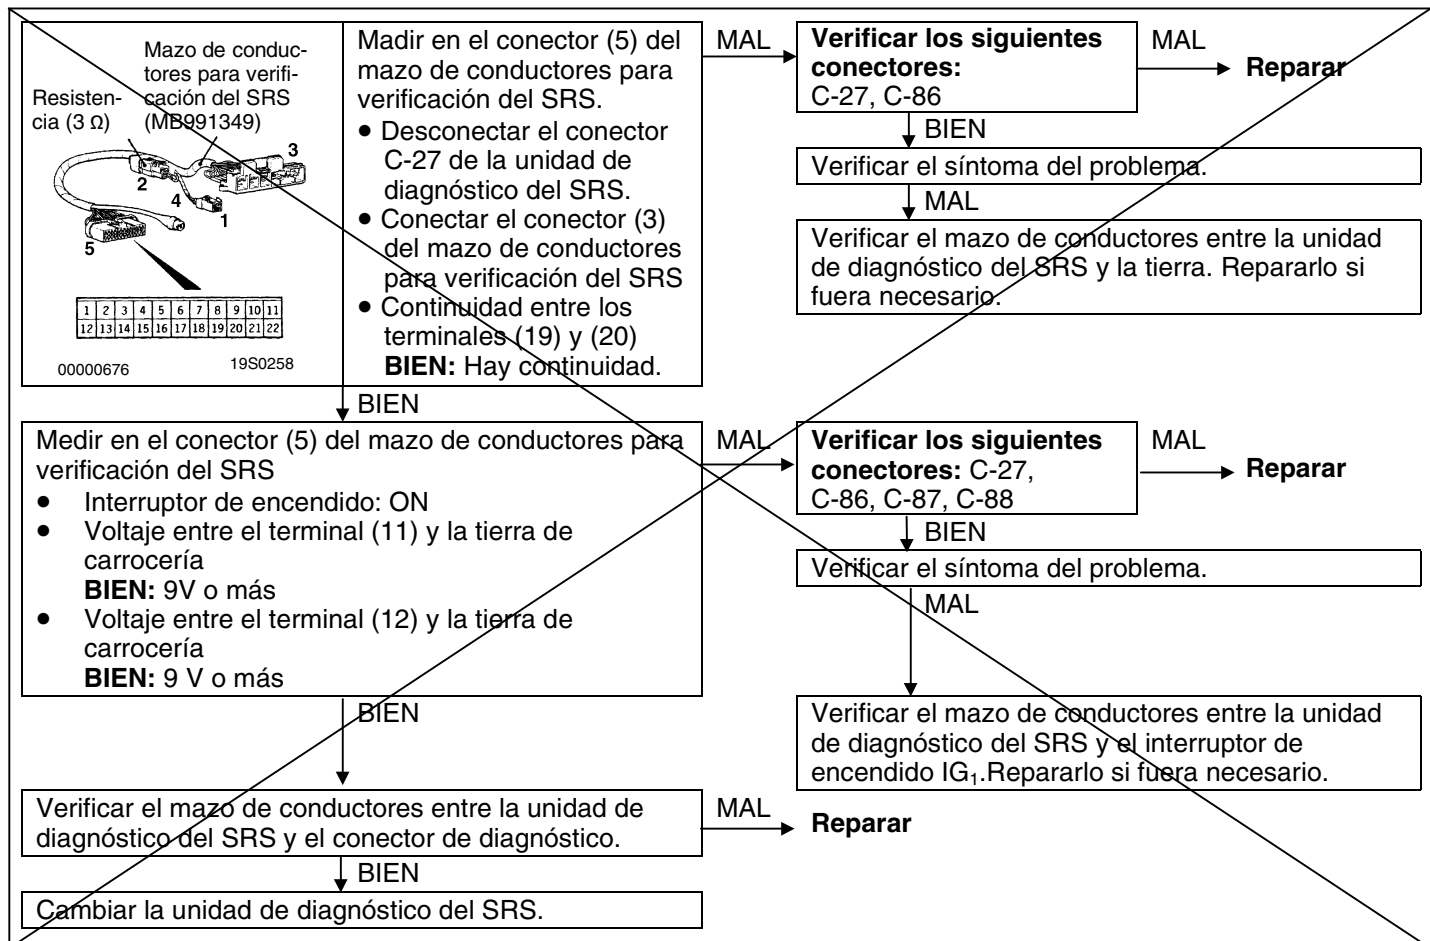 Mazo de conduc-
tores para verifi-
cación del SRS
(MB991349)
Resisten-
cia (3 Ω)
3
2
4
1
5
1 2 3 4 5 6 7 8 9 10 11
12 13 14 15 16 17 18 19 20 21 22
00000676
19S0258
Madir en el conector (5) del
mazo de conductores para
verificación del SRS.
● Desconectar el conector
C-27 de la unidad de
diagnóstico del SRS.
● Conectar el conector (3)
del mazo de conductores
para verificación del SRS
● Continuidad entre los
terminales (19) y (20)
BIEN: Hay continuidad.
MAL
Verificar los siguientes
conectores:
C-27, C-86
MAL
Reparar
BIEN
Verificar el síntoma del problema.
MAL
Verificar el mazo de conductores entre la unidad
de diagnóstico del SRS y la tierra. Repararlo si
fuera necesario.
BIEN
Medir en el conector (5) del mazo de conductores para
verificación del SRS
● Interruptor de encendido: ON
● Voltaje entre el terminal (11) y la tierra de
carrocería
BIEN: 9V o más
● Voltaje entre el terminal (12) y la tierra de
carrocería
BIEN: 9 V o más
MAL
Verificar los siguientes
conectores: C-27,
C-86, C-87, C-88
MAL
Reparar
BIEN
Verificar el síntoma del problema.
MAL
Verificar el mazo de conductores entre la unidad
de diagnóstico del SRS y el interruptor de
encendido IG₁.Repararlo si fuera necesario.
BIEN
Verificar el mazo de conductores entre la unidad de
diagnóstico del SRS y el conector de diagnóstico.
MAL
Reparar
BIEN
Cambiar la unidad de diagnóstico del SRS.